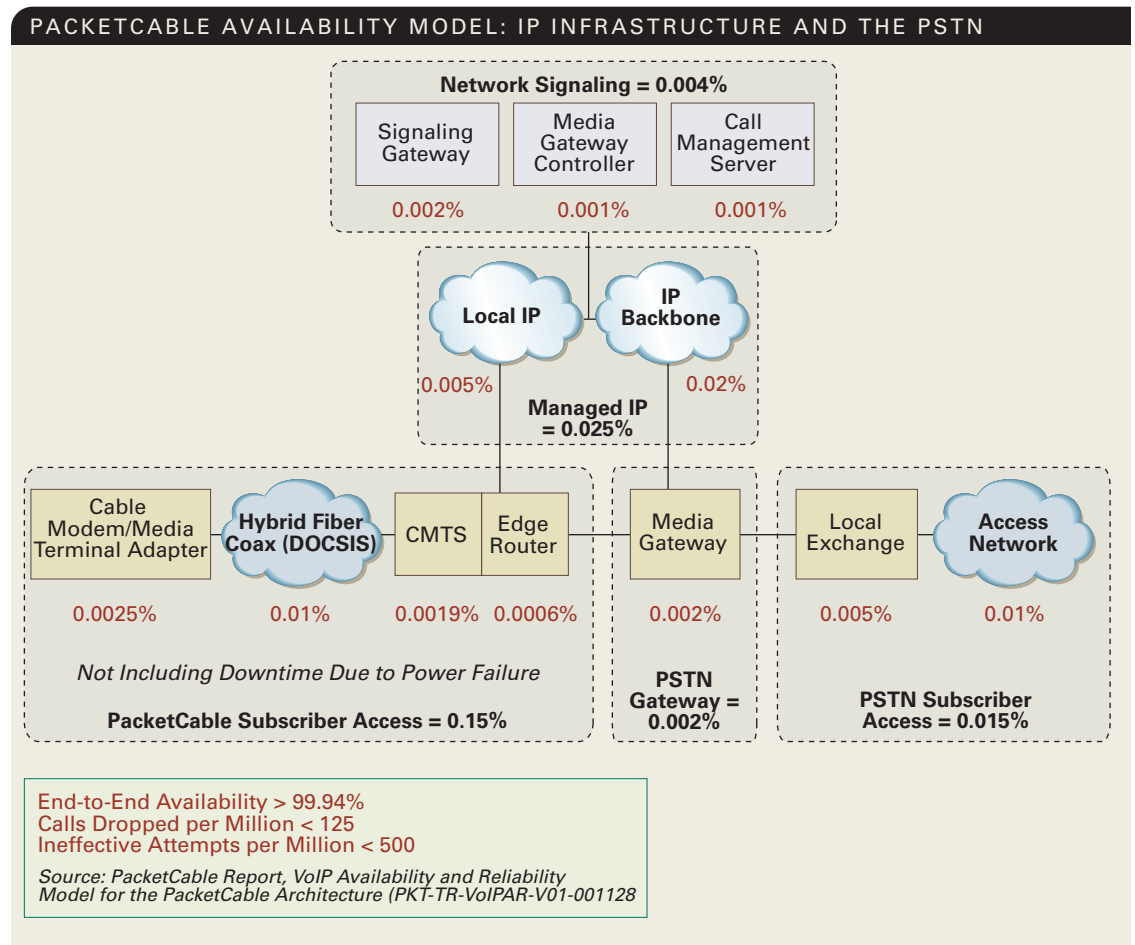 PACKETCABLE AVAILABILITY MODEL: IP INFRASTRUCTURE AND THE PSTN
Network Signaling = 0.004%
Signaling
Gateway
Media
Gateway
Controller
Call
Management
Server
0.002%
0.001%
0.001%
Local IP
IP
Backbone
0.005%
0.02%
Managed IP
= 0.025%
Cable
Modem/Media
Terminal Adapter
Hybrid Fiber
Coax (DOCSIS)
CMTS
Edge
Router
Media
Gateway
Local
Exchange
Access
Network
0.0025%
0.01%
0.0019%
0.0006%
0.002%
0.005%
0.01%
Not Including Downtime Due to Power Failure
PacketCable Subscriber Access = 0.15%
PSTN
Gateway =
0.002%
PSTN Subscriber
Access = 0.015%
End-to-End Availability > 99.94%
Calls Dropped per Million < 125
Ineffective Attempts per Million < 500
Source: PacketCable Report, VoIP Availability and Reliability
Model for the PacketCable Architecture (PKT-TR-VoIPAR-V01-001128